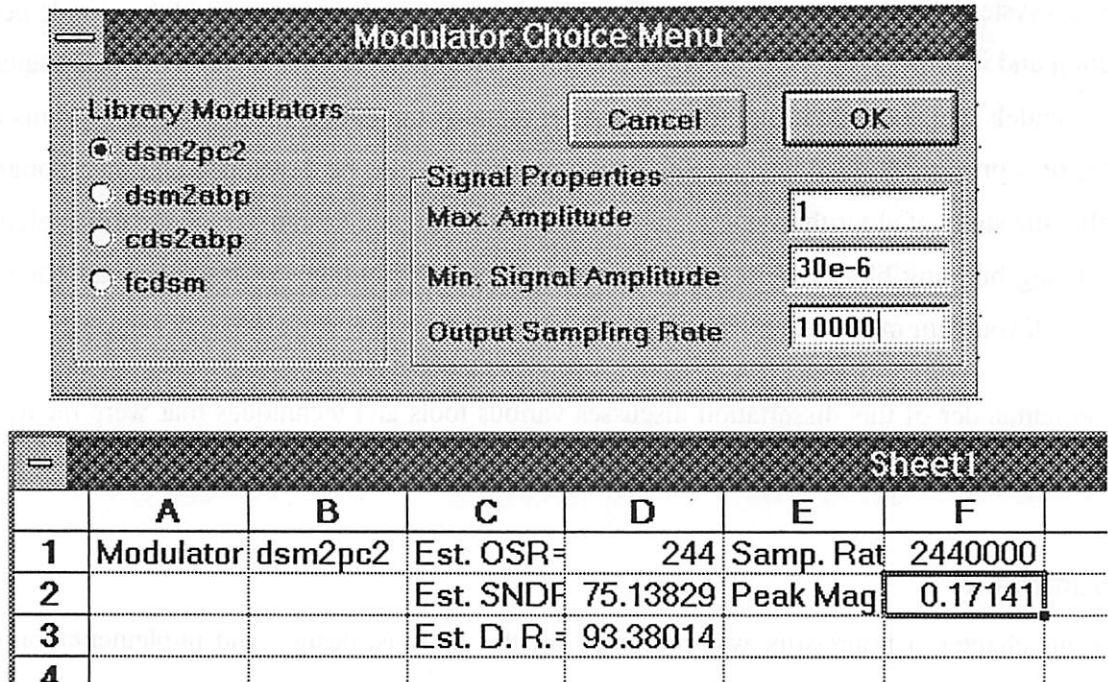 Modulator Choice Menu
Library Modulators
dsm2pc2
dsm2abp
cds2abp
fcdsm
Cancel OK
Signal Properties
Max. Amplitude 1
Min. Signal Amplitude 30e-6
Output Sampling Rate 10000
Sheet1
A B C D E F
1 Modulator dsm2pc2 Est. OSR= 244 Samp. Rat 2440000
2 Est. SNDF 75.13829 Peak Mag 0.17141
3 Est. D. R.= 93.38014
4